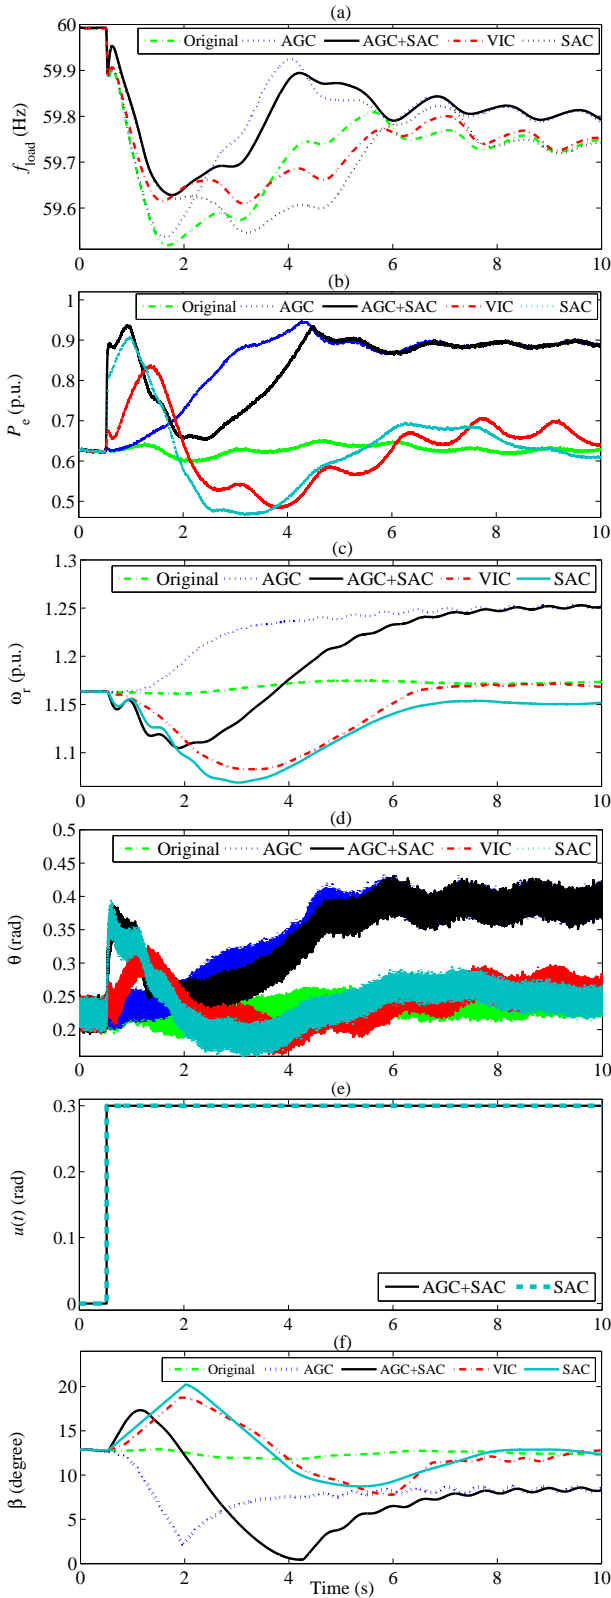 (a)
60
59.9
59.8
59.7
59.6
f_load (Hz)
Original AGC AGC+SAC VIC SAC
0 2 4 6 8 10
(b)
1
0.9
0.8
0.7
0.6
0.5
P_e (p.u.)
Original AGC AGC+SAC VIC SAC
0 2 4 6 8 10
(c)
1.3
1.25
1.2
1.15
1.1
ω_r (p.u.)
Original AGC AGC+SAC VIC SAC
0 2 4 6 8 10
(d)
0.5
0.45
0.4
0.35
0.3
0.25
0.2
θ (rad)
Original AGC AGC+SAC VIC SAC
0 2 4 6 8 10
(e)
0.3
0.2
0.1
0
u(t) (rad)
AGC+SAC SAC
0 2 4 6 8 10
(f)
20
15
10
5
0
β (degree)
Original AGC AGC+SAC VIC SAC
0 2 4 6 8 10
Time (s)